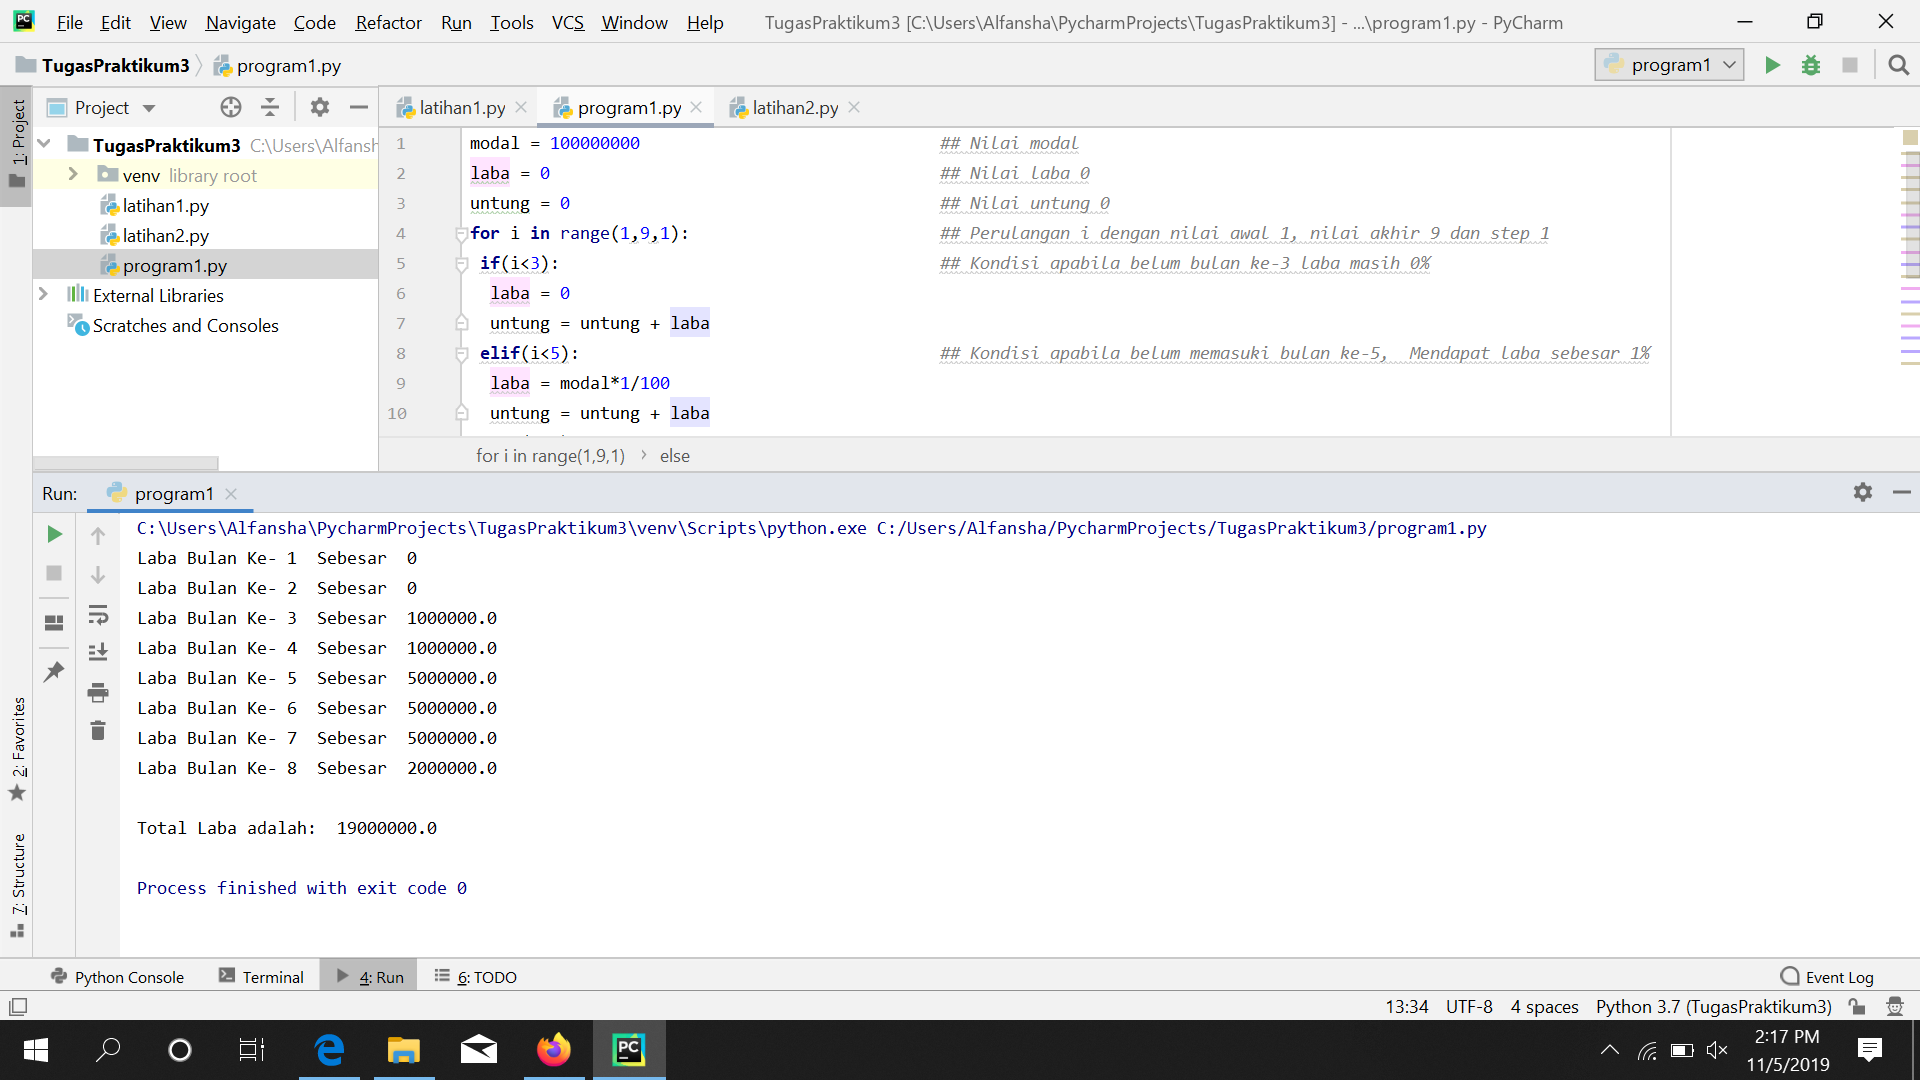 File Edit View Navigate Code Refactor Run Tools VCS Window Help TugasPraktikum3 [C:\Users\Alfansha\PycharmProjects\TugasPraktikum3] - ...\program1.py - PyCharm
TugasPraktikum3 program1.py program1
1: Project
Project
latihan1.py program1.py latihan2.py
TugasPraktikum3 C:\Users\Alfansh
venv library root
latihan1.py
latihan2.py
program1.py
External Libraries
Scratches and Consoles
1 modal = 100000000 ## Nilai modal
2 laba = 0 ## Nilai laba 0
3 untung = 0 ## Nilai untung 0
4 for i in range(1,9,1): ## Perulangan i dengan nilai awal 1, nilai akhir 9 dan step 1
5 if(i<3): ## Kondisi apabila belum bulan ke-3 laba masih 0%
6 laba = 0
7 untung = untung + laba
8 elif(i<5): ## Kondisi apabila belum memasuki bulan ke-5,  Mendapat laba sebesar 1%
9 laba = modal*1/100
10 untung = untung + laba
for i in range(1,9,1) › else
Run: program1
C:\Users\Alfansha\PycharmProjects\TugasPraktikum3\venv\Scripts\python.exe C:/Users/Alfansha/PycharmProjects/TugasPraktikum3/program1.py
Laba Bulan Ke- 1  Sebesar  0
Laba Bulan Ke- 2  Sebesar  0
Laba Bulan Ke- 3  Sebesar  1000000.0
Laba Bulan Ke- 4  Sebesar  1000000.0
Laba Bulan Ke- 5  Sebesar  5000000.0
Laba Bulan Ke- 6  Sebesar  5000000.0
Laba Bulan Ke- 7  Sebesar  5000000.0
Laba Bulan Ke- 8  Sebesar  2000000.0
Total Laba adalah:  19000000.0
Process finished with exit code 0
2: Favorites
7: Structure
Python Console Terminal 4: Run 6: TODO Event Log
13:34 UTF-8 4 spaces Python 3.7 (TugasPraktikum3)
2:17 PM
11/5/2019